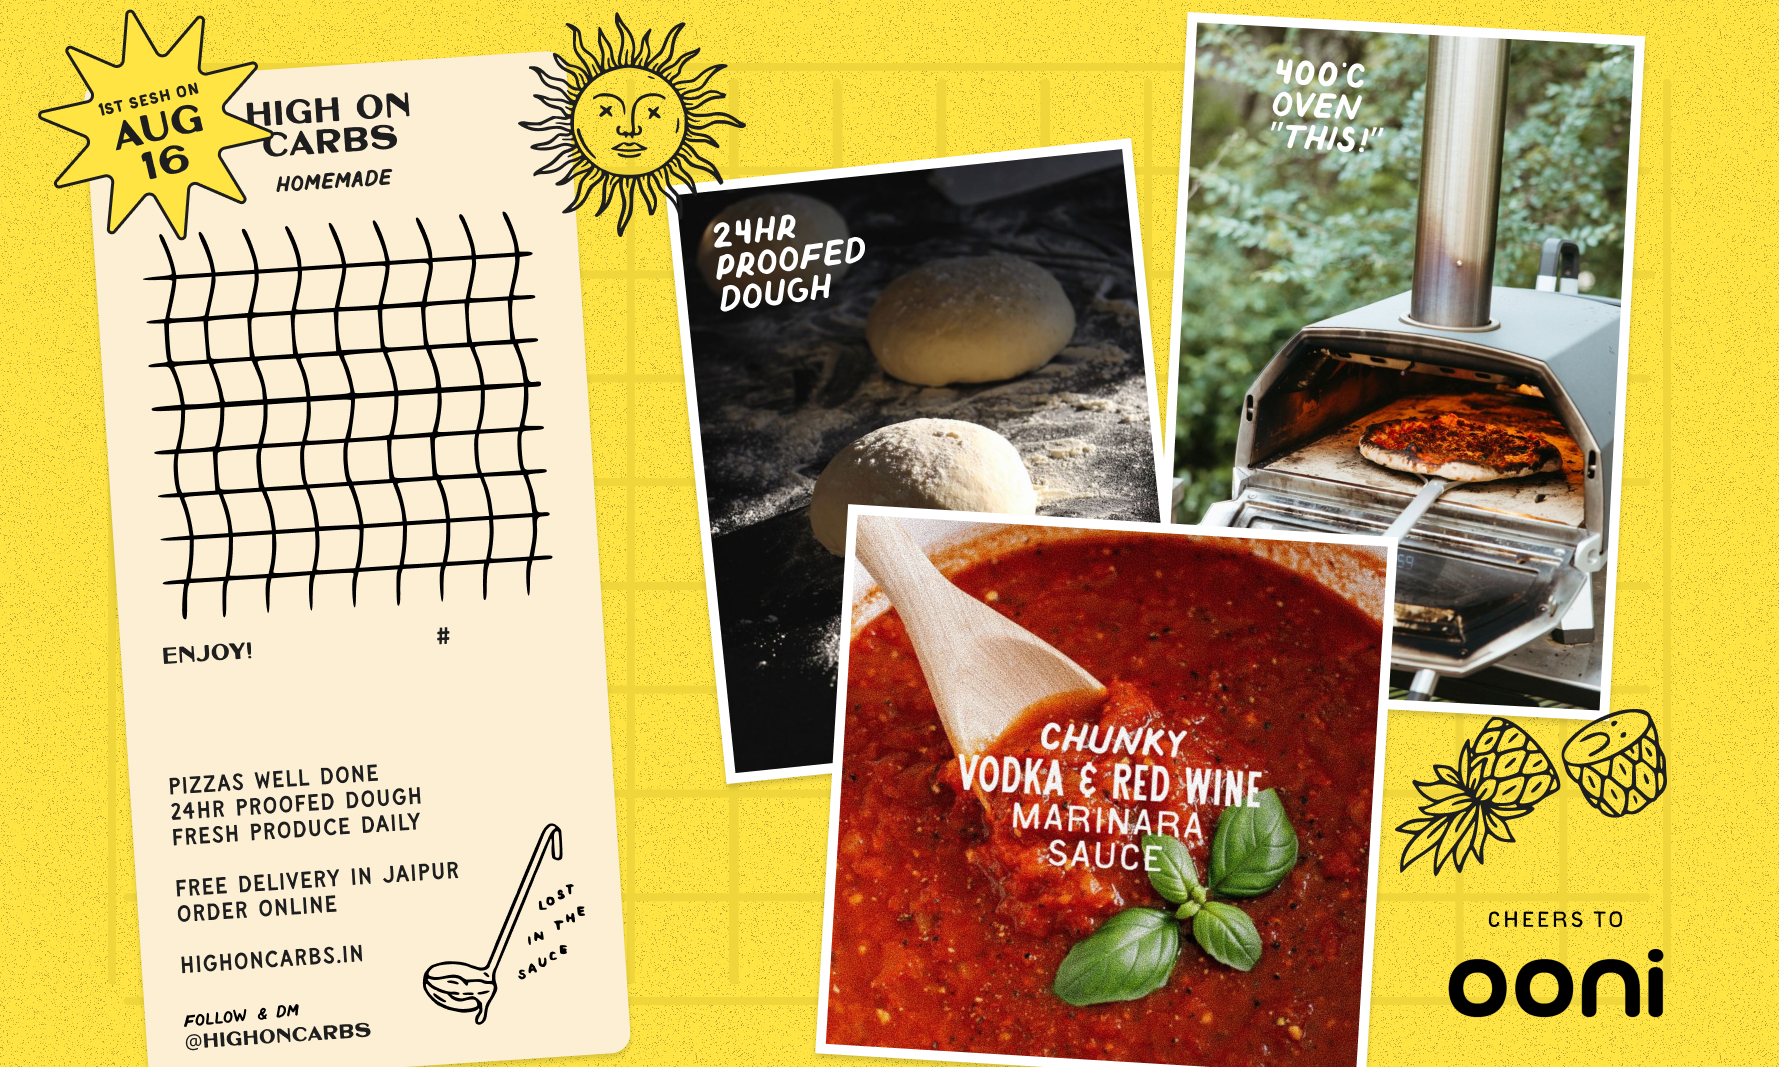 1ST SESH ON
AUG
16
HIGH ON
CARBS
HOMEMADE
ENJOY!
#
PIZZAS WELL DONE
24HR PROOFED DOUGH
FRESH PRODUCE DAILY
FREE DELIVERY IN JAIPUR
ORDER ONLINE
HIGHONCARBS.IN
FOLLOW & DM
@HIGHONCARBS
LOST
IN THE
SAUCE
24HR
PROOFED
DOUGH
400°C
OVEN
"THIS!"
CHUNKY
VODKA & RED WINE
MARINARA
SAUCE
CHEERS TO
ooni